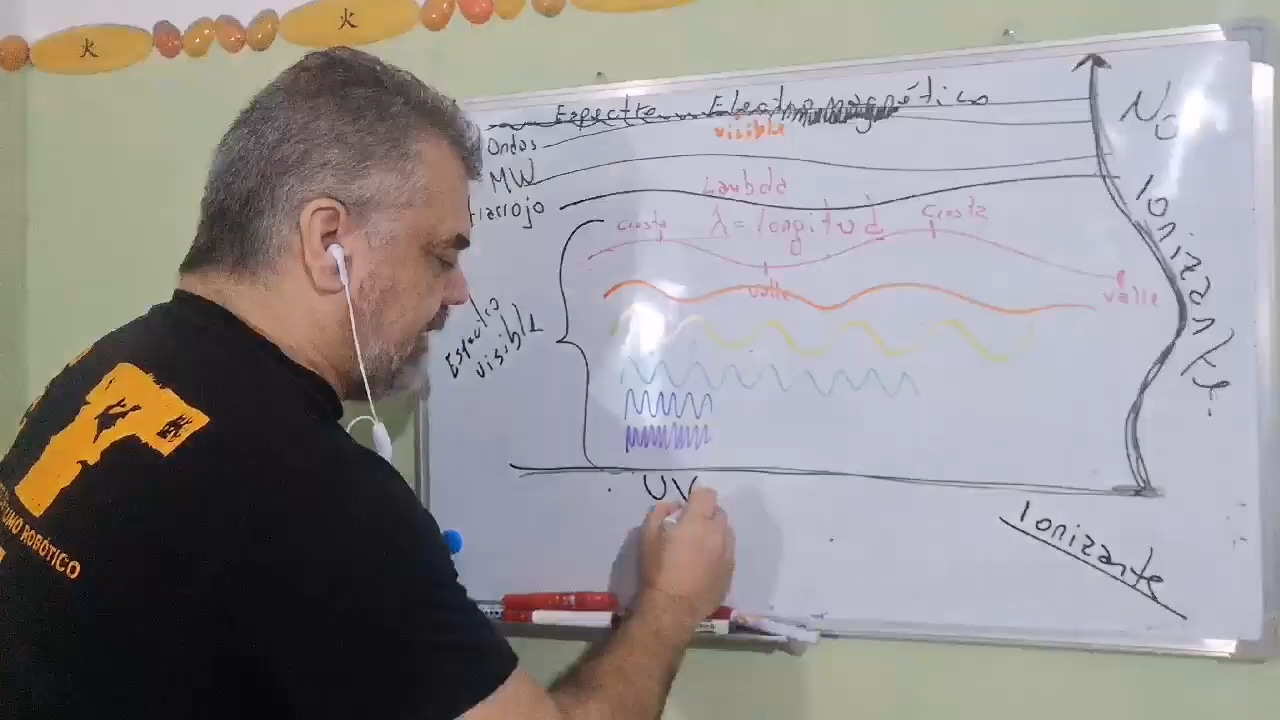 火 火
Espectro Electromagnético
visible
Ondas
MW
Lambda
λ = longitud
Cresta Cresta
valle
valle
Espectro
visible
No
Ionizante.
UV
Ionizante
UMO ROBÓTICO